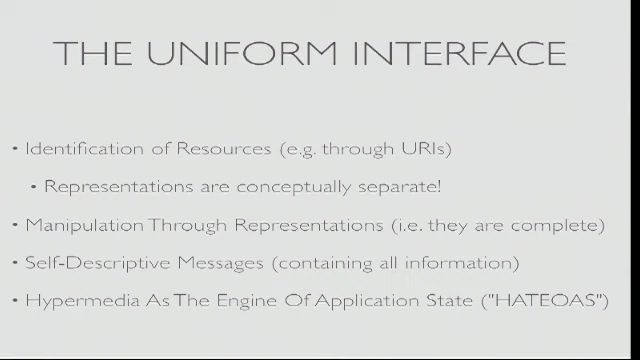 THE UNIFORM INTERFACE
• Identification of Resources (e.g. through URIs)
• Representations are conceptually separate!
• Manipulation Through Representations (i.e. they are complete)
• Self-Descriptive Messages (containing all information)
• Hypermedia As The Engine Of Application State ("HATEOAS")